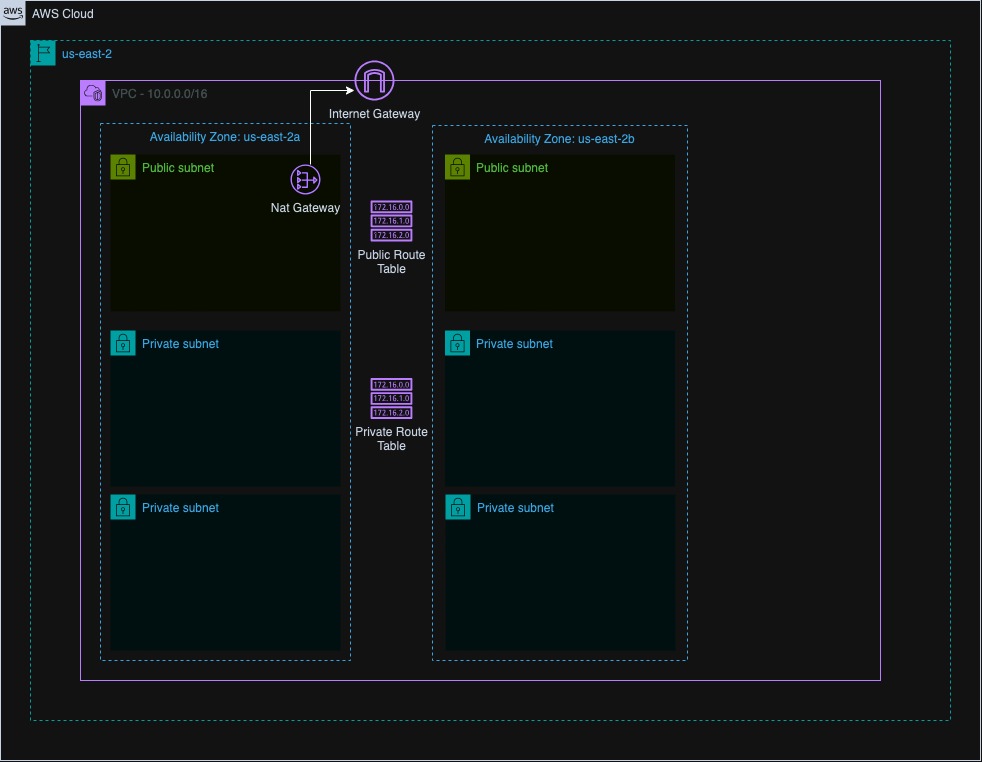 aws
AWS Cloud
us-east-2
VPC - 10.0.0.0/16
Internet Gateway
Availability Zone: us-east-2a
Availability Zone: us-east-2b
Public subnet
Public subnet
Nat Gateway
172.16.0.0
172.16.1.0
172.16.2.0
Public Route
Table
Private subnet
Private subnet
172.16.0.0
172.16.1.0
172.16.2.0
Private Route
Table
Private subnet
Private subnet